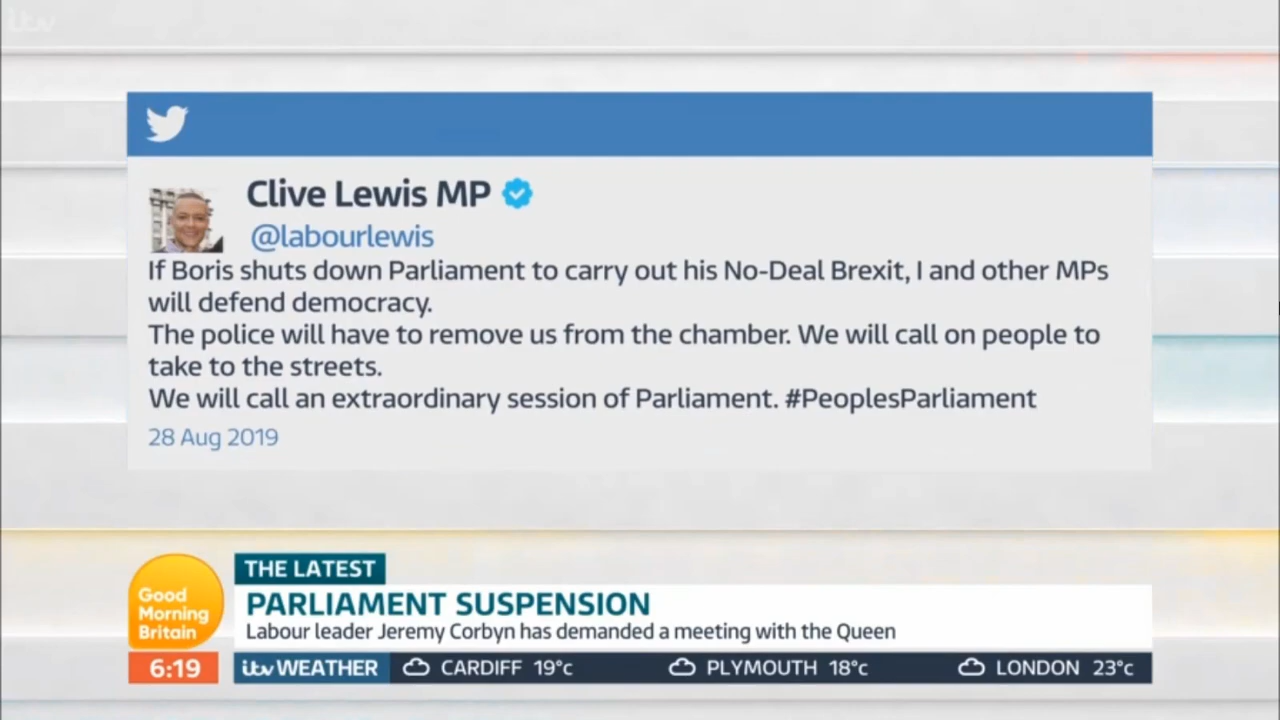 itv
Clive Lewis MP
@labourlewis
If Boris shuts down Parliament to carry out his No-Deal Brexit, I and other MPs
will defend democracy.
The police will have to remove us from the chamber. We will call on people to
take to the streets.
We will call an extraordinary session of Parliament. #PeoplesParliament
28 Aug 2019
Good
Morning
Britain
THE LATEST
PARLIAMENT SUSPENSION
Labour leader Jeremy Corbyn has demanded a meeting with the Queen
6:19 itv WEATHER CARDIFF 19°c PLYMOUTH 18°c LONDON 23°c